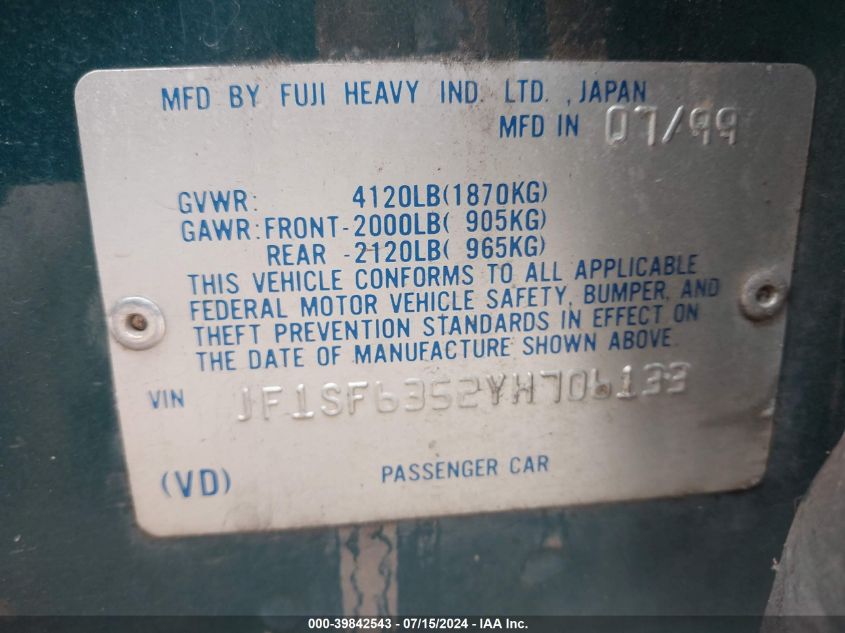 MFD BY FUJI HEAVY IND. LTD., JAPAN
MFD IN 07/99
GVWR: 4120LB(1870KG)
GAWR: FRONT-2000LB( 905KG)
REAR -2120LB( 965KG)
THIS VEHICLE CONFORMS TO ALL APPLICABLE
FEDERAL MOTOR VEHICLE SAFETY, BUMPER, AND
THEFT PREVENTION STANDARDS IN EFFECT ON
THE DATE OF MANUFACTURE SHOWN ABOVE.
VIN JF1SF6352YH706133
(VD) PASSENGER CAR
000-39842543 / 07/15/2024 - IAA Inc.